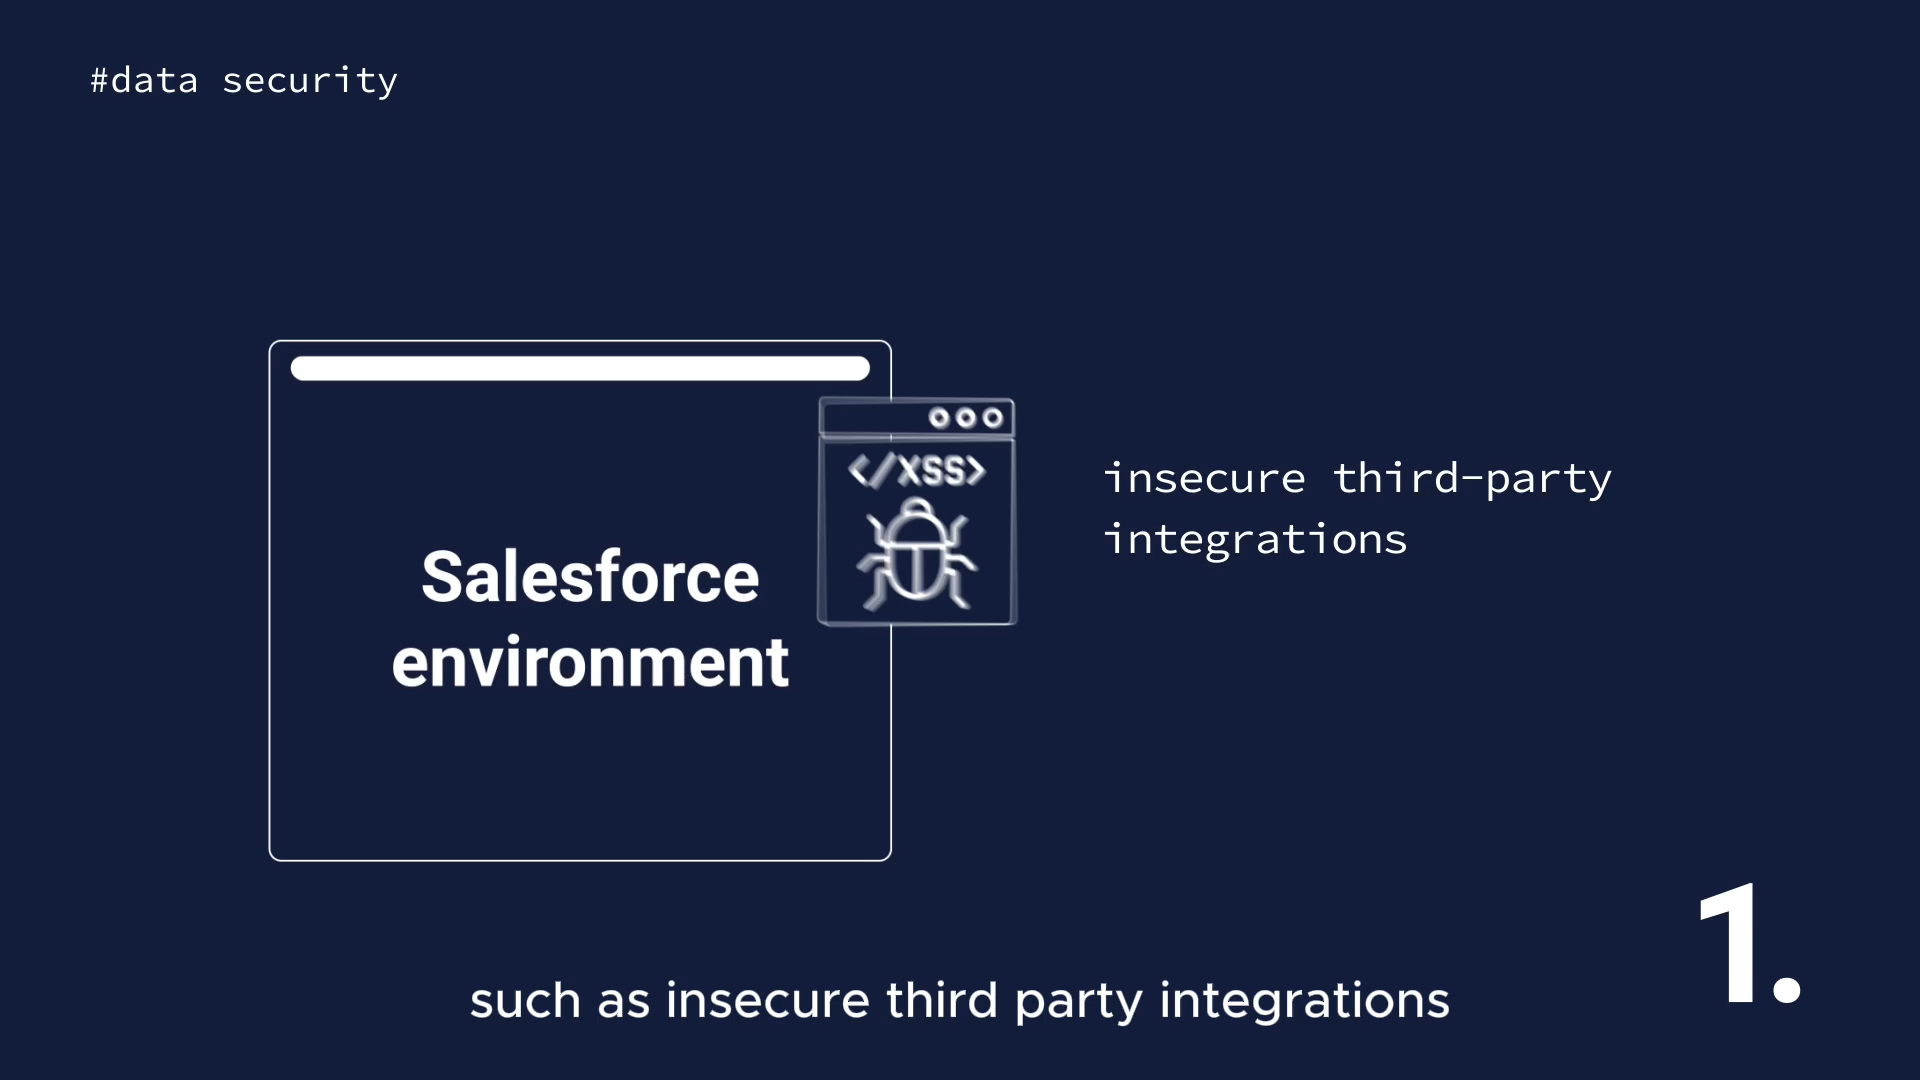 #data security
Salesforce
environment
</XSS>
insecure third-party
integrations
1.
such as insecure third party integrations